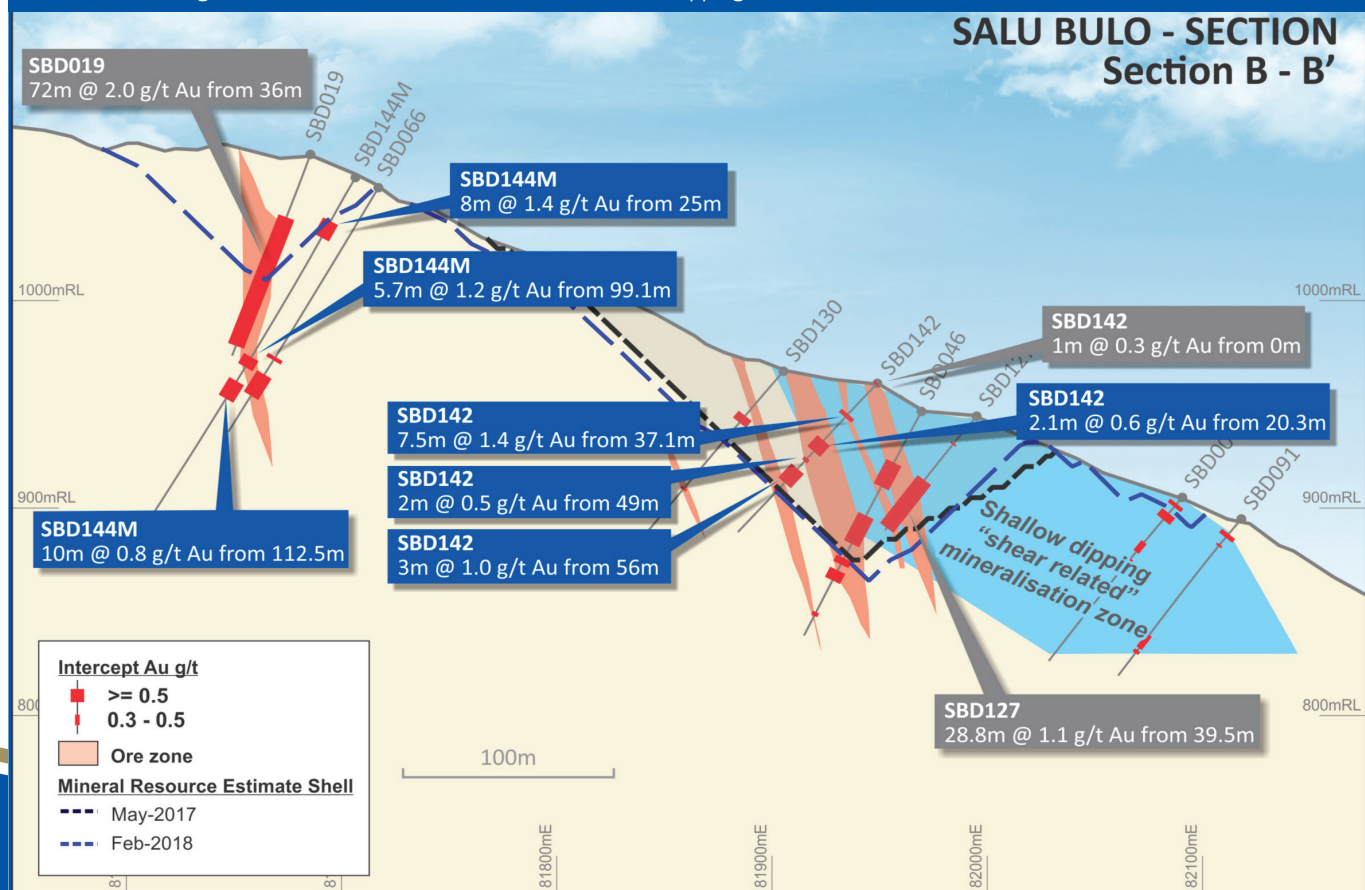 SALU BULO - SECTION
Section B - B’
SBD019
72m @ 2.0 g/t Au from 36m
SBD019
SBD144M
SBD066
SBD144M
8m @ 1.4 g/t Au from 25m
SBD144M
5.7m @ 1.2 g/t Au from 99.1m
1000mRL
1000mRL
SBD130
SBD142
SBD046
SBD142
1m @ 0.3 g/t Au from 0m
SBD142
2.1m @ 0.6 g/t Au from 20.3m
SBD142
7.5m @ 1.4 g/t Au from 37.1m
SBD142
2m @ 0.5 g/t Au from 49m
SBD142
3m @ 1.0 g/t Au from 56m
SBD091
900mRL
900mRL
SBD144M
10m @ 0.8 g/t Au from 112.5m
Shallow dipping
“shear related”
mineralisation zone
SBD127
28.8m @ 1.1 g/t Au from 39.5m
800mRL
Intercept Au g/t
>= 0.5
0.3 - 0.5
Ore zone
Mineral Resource Estimate Shell
May-2017
Feb-2018
100m
81800mE
81900mE
82000mE
82100mE